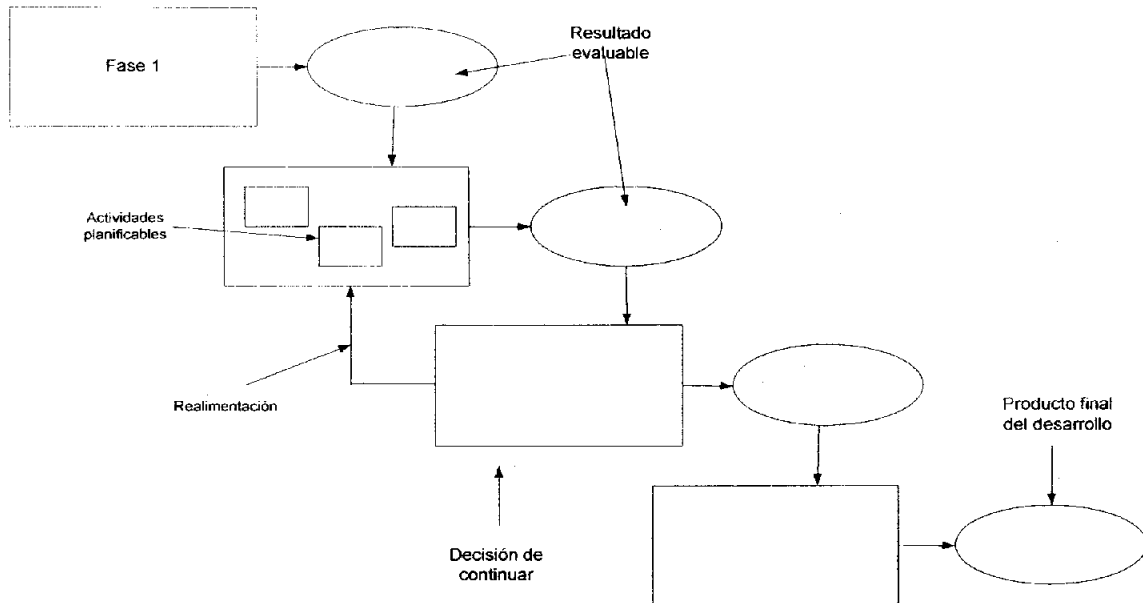 Fase 1
Resultado
evaluable
Actividades
planificables
Realimentación
Producto final
del desarrollo
Decisión de
continuar